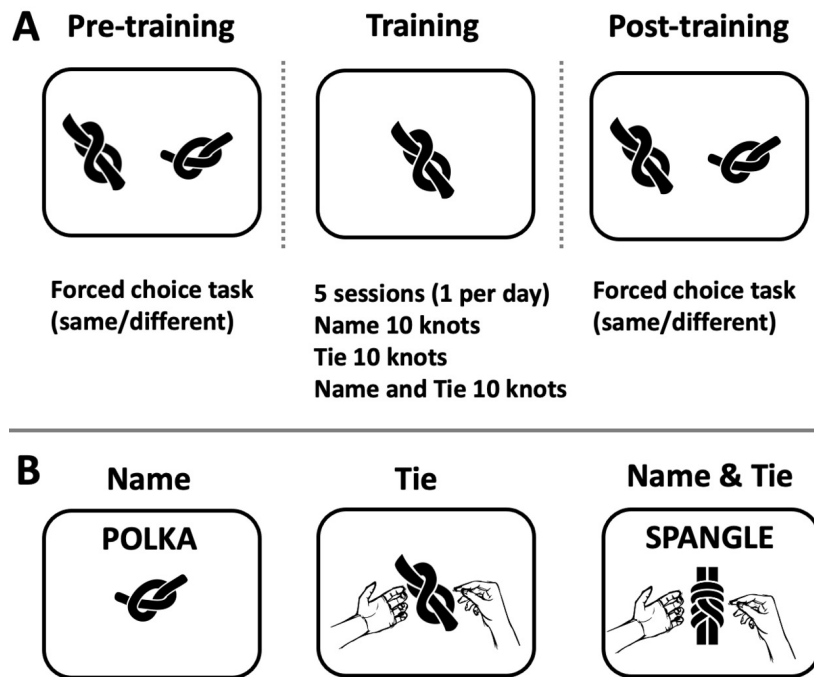 A
Pre-training
Training
Post-training
Forced choice task
(same/different)
5 sessions (1 per day)
Name 10 knots
Tie 10 knots
Name and Tie 10 knots
Forced choice task
(same/different)
B
Name
Tie
Name & Tie
POLKA
SPANGLE